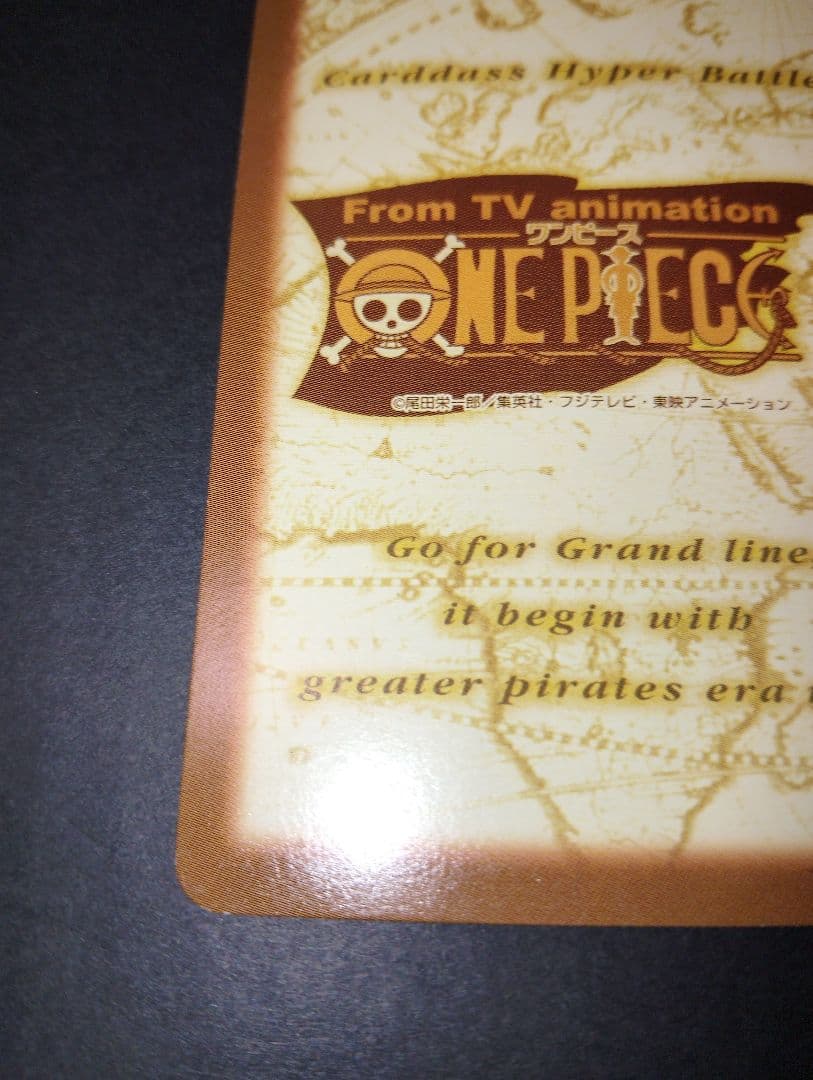 Carddass Hyper Battle
From TV animation
ワンピース
ONE PIECE
©尾田栄一郎／集英社・フジテレビ・東映アニメーション
Go for Grand line
it begin with
greater pirates era